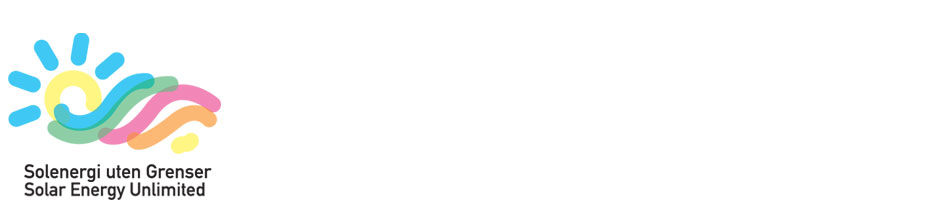 Solenergi uten Grenser
Solar Energy Unlimited